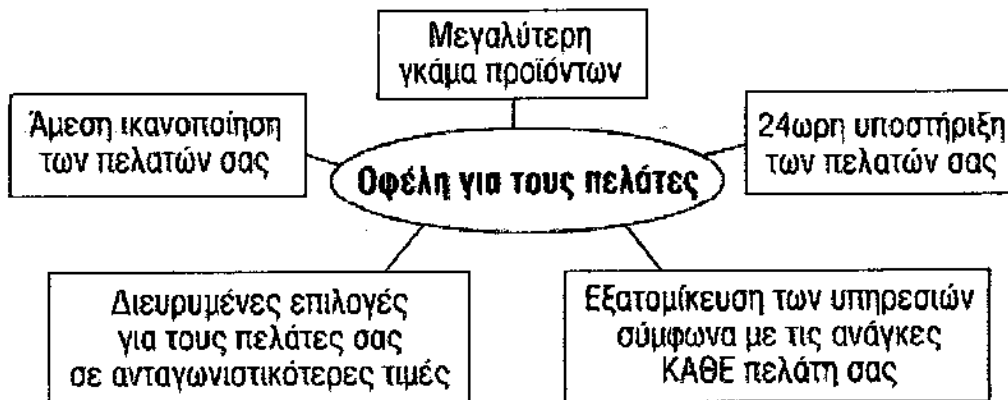 Μεγαλύτερη
γκάμα προϊόντων
Άμεση ικανοποίηση
των πελατών σας
24ωρη υποστήριξη
των πελατών σας
Οφέλη για τους πελάτες
Διευρυμένες επιλογές
για τους πελάτες σας
σε ανταγωνιστικότερες τιμές
Εξατομίκευση των υπηρεσιών
σύμφωνα με τις ανάγκες
ΚΑΘΕ πελάτη σας